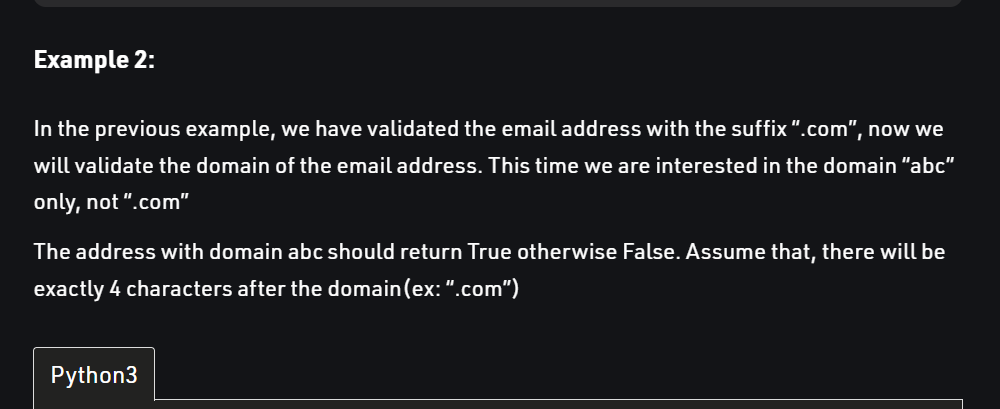 Example 2:
In the previous example, we have validated the email address with the suffix “.com”, now we
will validate the domain of the email address. This time we are interested in the domain “abc”
only, not “.com”
The address with domain abc should return True otherwise False. Assume that, there will be
exactly 4 characters after the domain(ex: “.com”)
Python3